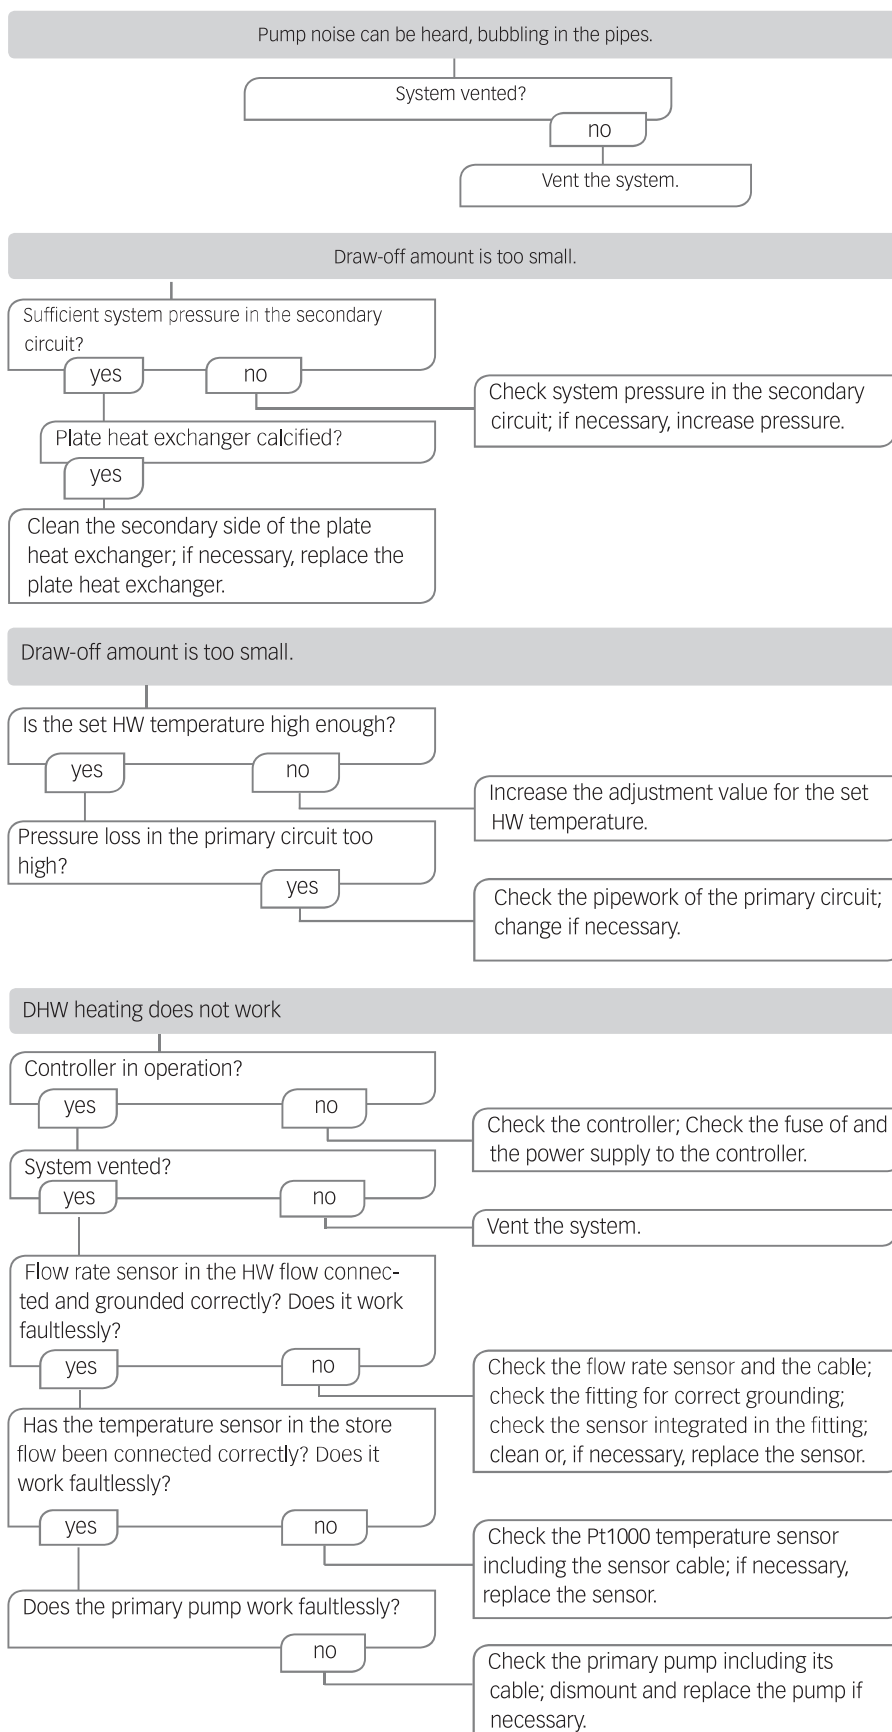 Pump noise can be heard, bubbling in the pipes.
System vented?
no
Vent the system.
Draw-off amount is too small.
Sufficient system pressure in the secondary
circuit?
yes
no
Check system pressure in the secondary
circuit; if necessary, increase pressure.
Plate heat exchanger calcified?
yes
Clean the secondary side of the plate
heat exchanger; if necessary, replace the
plate heat exchanger.
Draw-off amount is too small.
Is the set HW temperature high enough?
yes
no
Increase the adjustment value for the set
HW temperature.
Pressure loss in the primary circuit too
high?
yes
Check the pipework of the primary circuit;
change if necessary.
DHW heating does not work
Controller in operation?
yes
no
Check the controller; Check the fuse of and
the power supply to the controller.
System vented?
yes
no
Vent the system.
Flow rate sensor in the HW flow connec-
ted and grounded correctly? Does it work
faultlessly?
yes
no
Check the flow rate sensor and the cable;
check the fitting for correct grounding;
check the sensor integrated in the fitting;
clean or, if necessary, replace the sensor.
Has the temperature sensor in the store
flow been connected correctly? Does it
work faultlessly?
yes
no
Check the Pt1000 temperature sensor
including the sensor cable; if necessary,
replace the sensor.
Does the primary pump work faultlessly?
no
Check the primary pump including its
cable; dismount and replace the pump if
necessary.